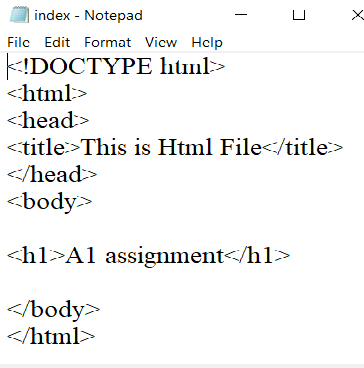 index - Notepad
File Edit Format View Help
<!DOCTYPE html>
<html>
<head>
<title>This is Html File</title>
</head>
<body>
<h1>A1 assignment</h1>
</body>
</html>